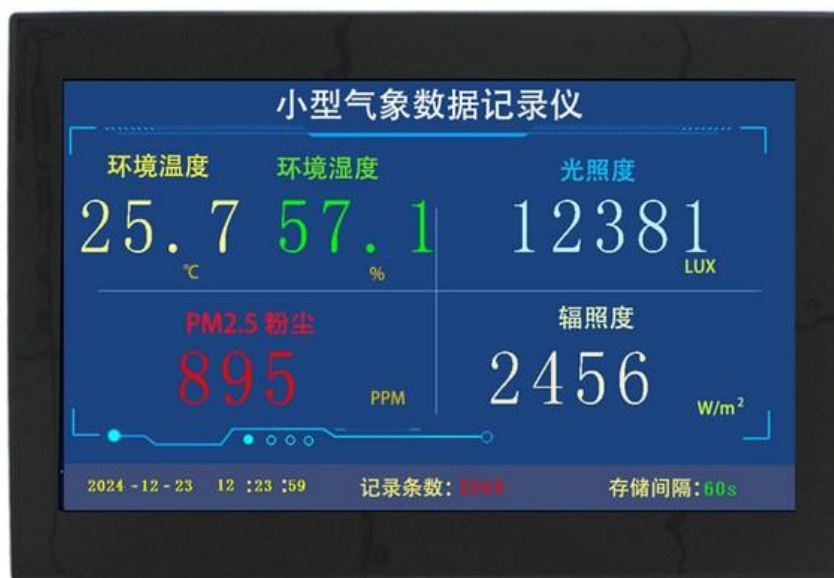 小型气象数据记录仪
环境温度 环境湿度 光照度
25.7 57.1 12381
℃ % LUX
PM2.5 粉尘 辐照度
895 2456
PPM W/m²
2024-12-23 12:23:59 记录条数: 存储间隔:60s